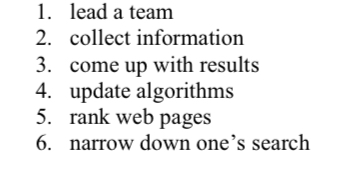 1. lead a team
2. collect information
3. come up with results
4. update algorithms
5. rank web pages
6. narrow down one’s search